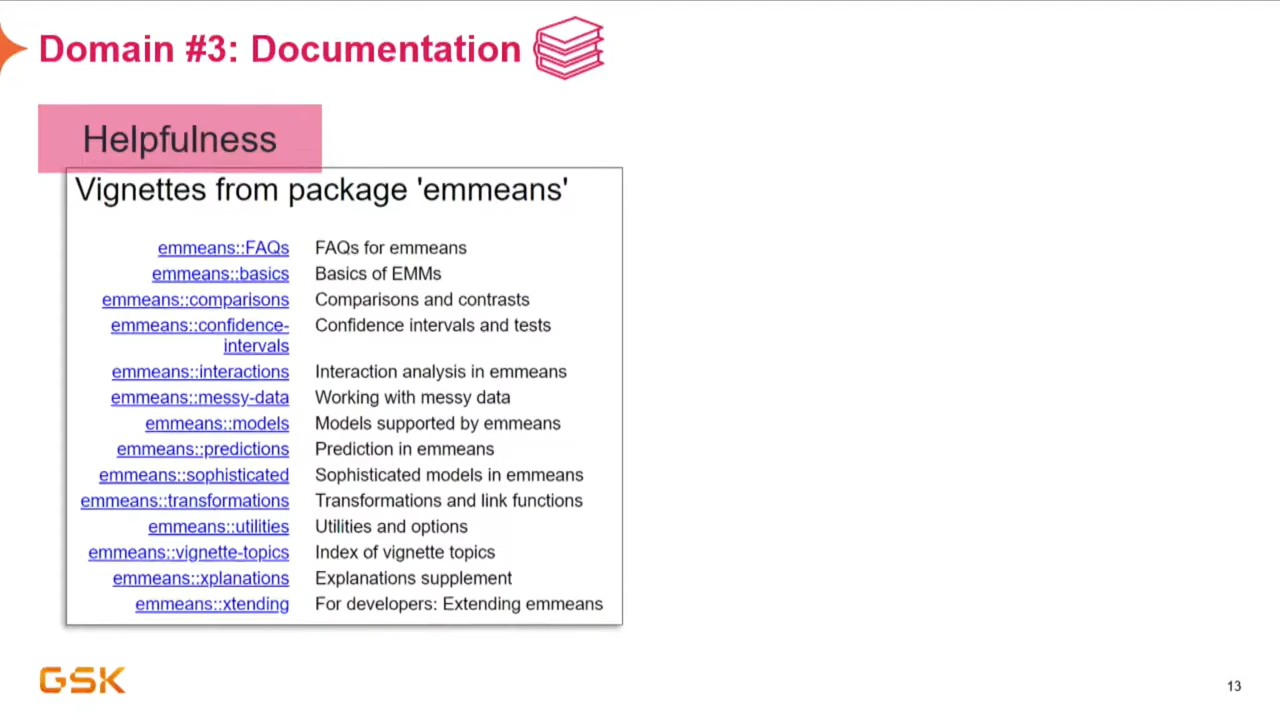 Domain #3: Documentation
Helpfulness
Vignettes from package 'emmeans'
emmeans::FAQs FAQs for emmeans
emmeans::basics Basics of EMMs
emmeans::comparisons Comparisons and contrasts
emmeans::confidence- Confidence intervals and tests
intervals
emmeans::interactions Interaction analysis in emmeans
emmeans::messy-data Working with messy data
emmeans::models Models supported by emmeans
emmeans::predictions Prediction in emmeans
emmeans::sophisticated Sophisticated models in emmeans
emmeans::transformations Transformations and link functions
emmeans::utilities Utilities and options
emmeans::vignette-topics Index of vignette topics
emmeans::xplanations Explanations supplement
emmeans::xtending For developers: Extending emmeans
GSK
13